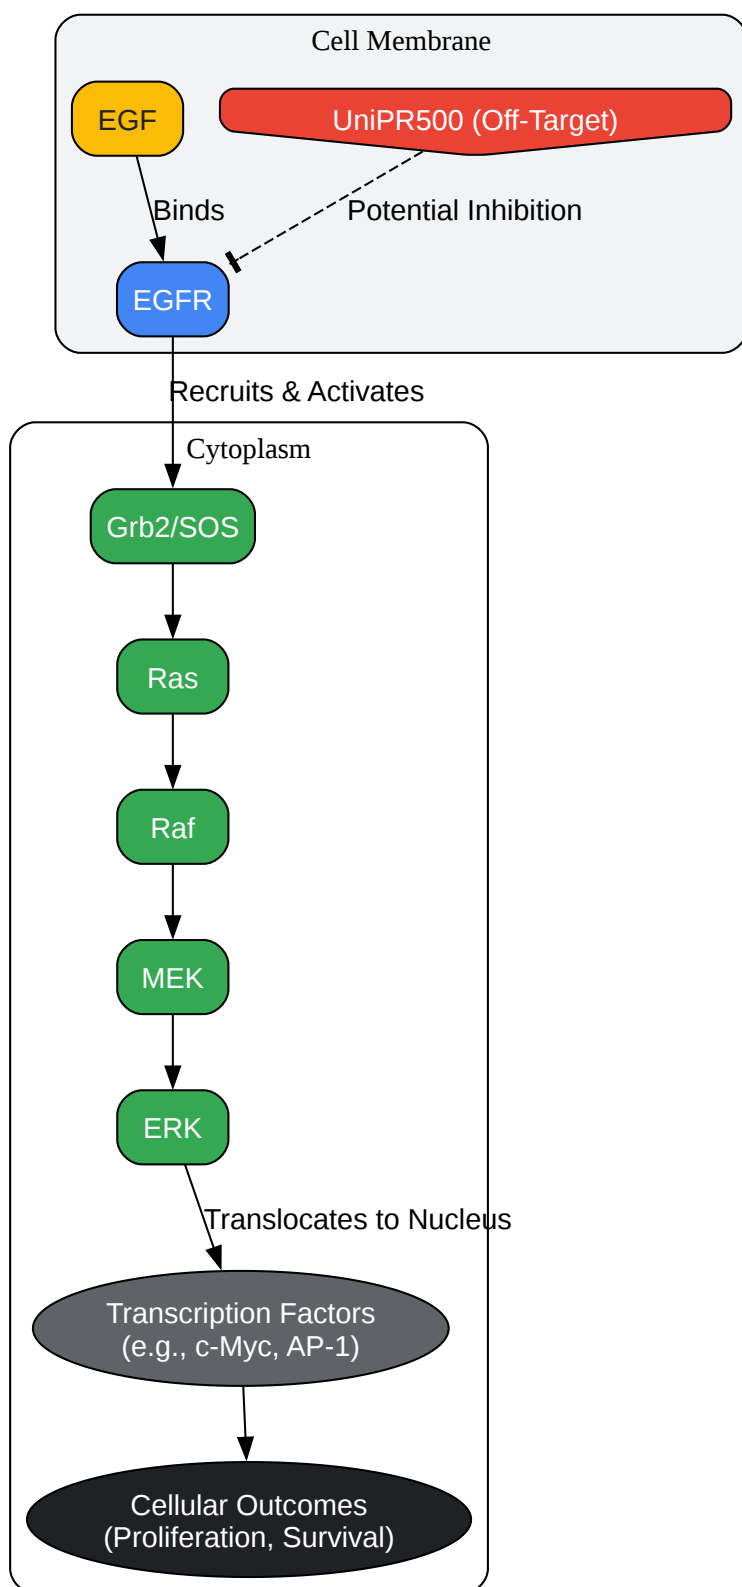 Cell Membrane
EGF
UniPR500 (Off-Target)
Binds
Potential Inhibition
EGFR
Recruits & Activates
Cytoplasm
Grb2/SOS
Ras
Raf
MEK
ERK
Translocates to Nucleus
Transcription Factors
(e.g., c-Myc, AP-1)
Cellular Outcomes
(Proliferation, Survival)